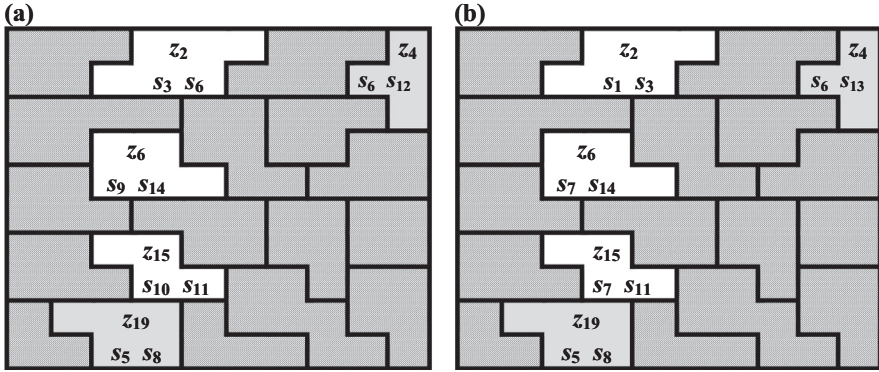 (a)
z2
z4
s3 s6
s6 s12
z6
s9 s14
z15
s10 s11
z19
s5 s8
(b)
z2
z4
s1 s3
s6 s13
z6
s7 s14
z15
s7 s11
z19
s5 s8